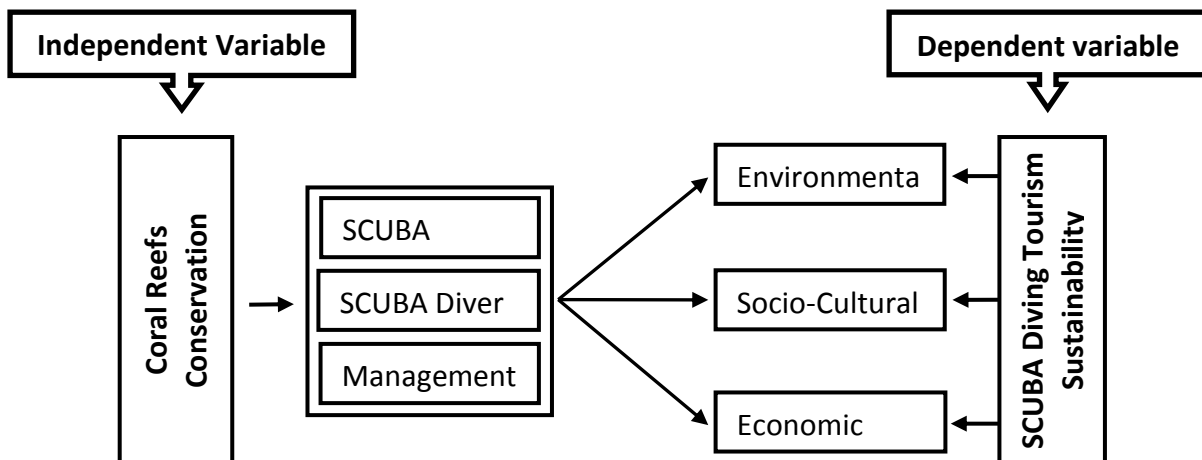 Independent Variable
Dependent variable
Coral Reefs
Conservation
SCUBA
SCUBA Diver
Management
Environmenta
Socio-Cultural
Economic
SCUBA Diving Tourism
Sustainability